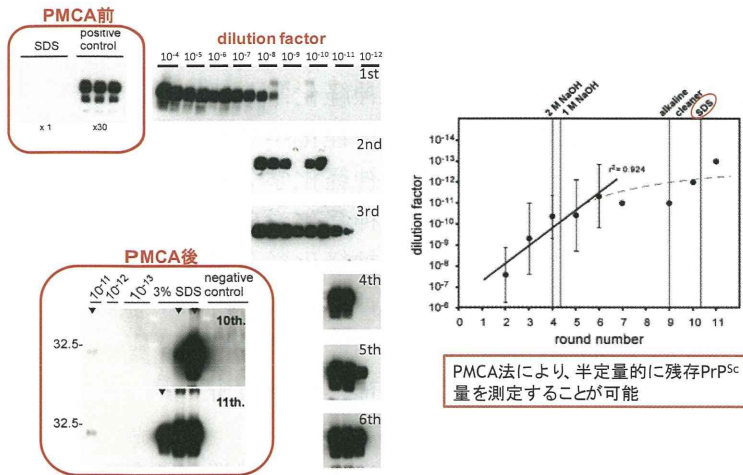 PMCA前
SDS
positive control
x 1
x30
dilution factor
10-4 10-5 10-6 10-7 10-8 10-9 10-10 10-11 10-12
1st
2nd
3rd
4th
5th
6th
PMCA後
10-11
10-12
10-13
3% SDS
negative control
10th.
32.5-
11th.
32.5-
2 M NaOH
1 M NaOH
alkaline cleaner
SDS
r²= 0.924
dilution factor
10-14
10-13
10-12
10-11
10-10
10-9
10-8
10-7
10-6
0 1 2 3 4 5 6 7 8 9 10 11
round number
PMCA法により、半定量的に残存PrPSc
量を測定することが可能